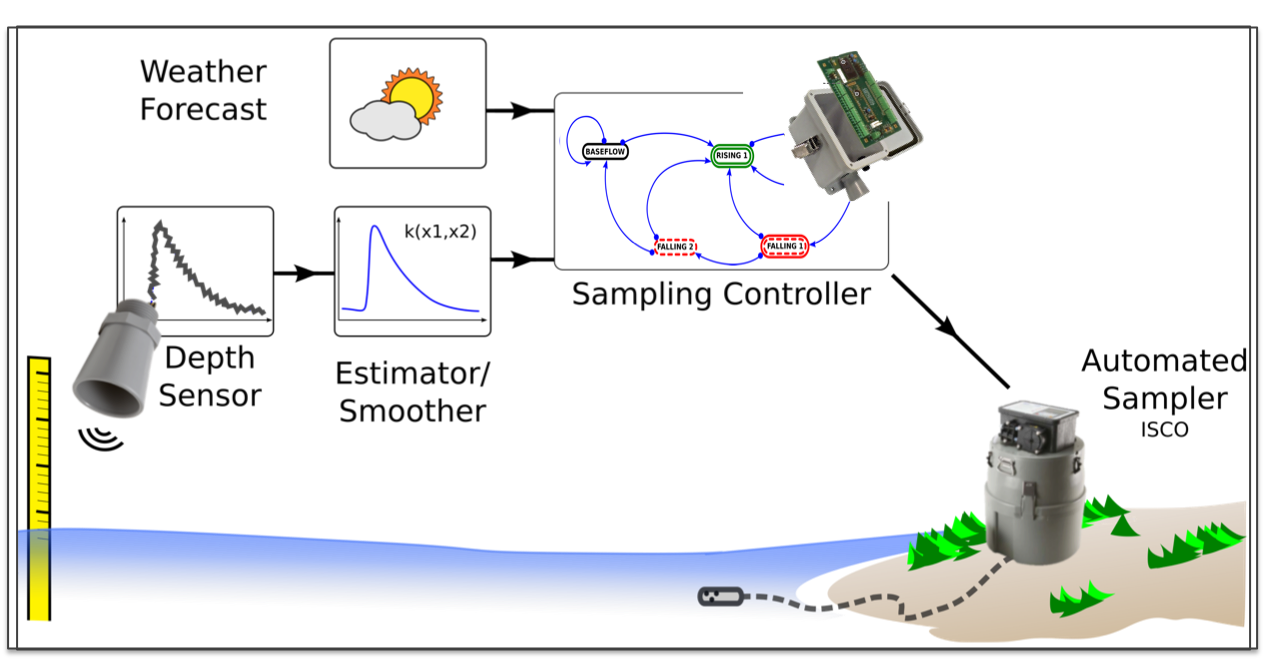 Weather
Forecast
BASEFLOW
RISING 1
FALLING 2
FALLING 1
k(x1,x2)
Sampling Controller
Depth
Sensor
Estimator/
Smoother
Automated
Sampler
ISCO